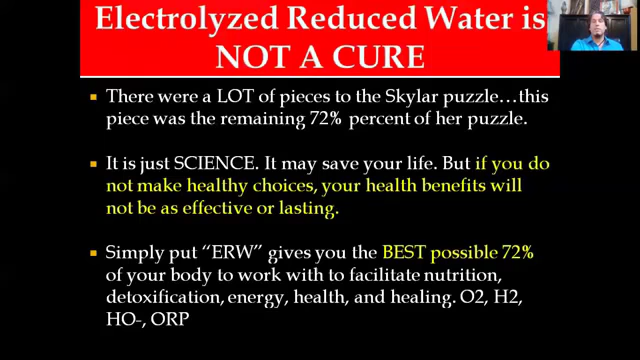 Electrolyzed Reduced Water is
NOT A CURE
There were a LOT of pieces to the Skylar puzzle…this
piece was the remaining 72% percent of her puzzle.
It is just SCIENCE. It may save your life. But if you do
not make healthy choices, your health benefits will
not be as effective or lasting.
Simply put “ERW” gives you the BEST possible 72%
of your body to work with to facilitate nutrition,
detoxification, energy, health, and healing. O2, H2,
HO-, ORP